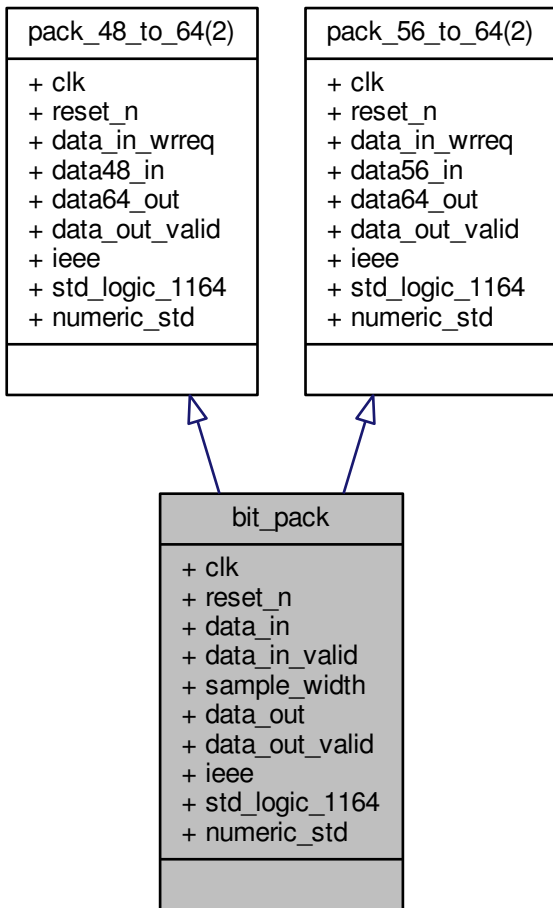 pack_48_to_64(2)
+ clk
+ reset_n
+ data_in_wrreq
+ data48_in
+ data64_out
+ data_out_valid
+ ieee
+ std_logic_1164
+ numeric_std
pack_56_to_64(2)
+ clk
+ reset_n
+ data_in_wrreq
+ data56_in
+ data64_out
+ data_out_valid
+ ieee
+ std_logic_1164
+ numeric_std
bit_pack
+ clk
+ reset_n
+ data_in
+ data_in_valid
+ sample_width
+ data_out
+ data_out_valid
+ ieee
+ std_logic_1164
+ numeric_std